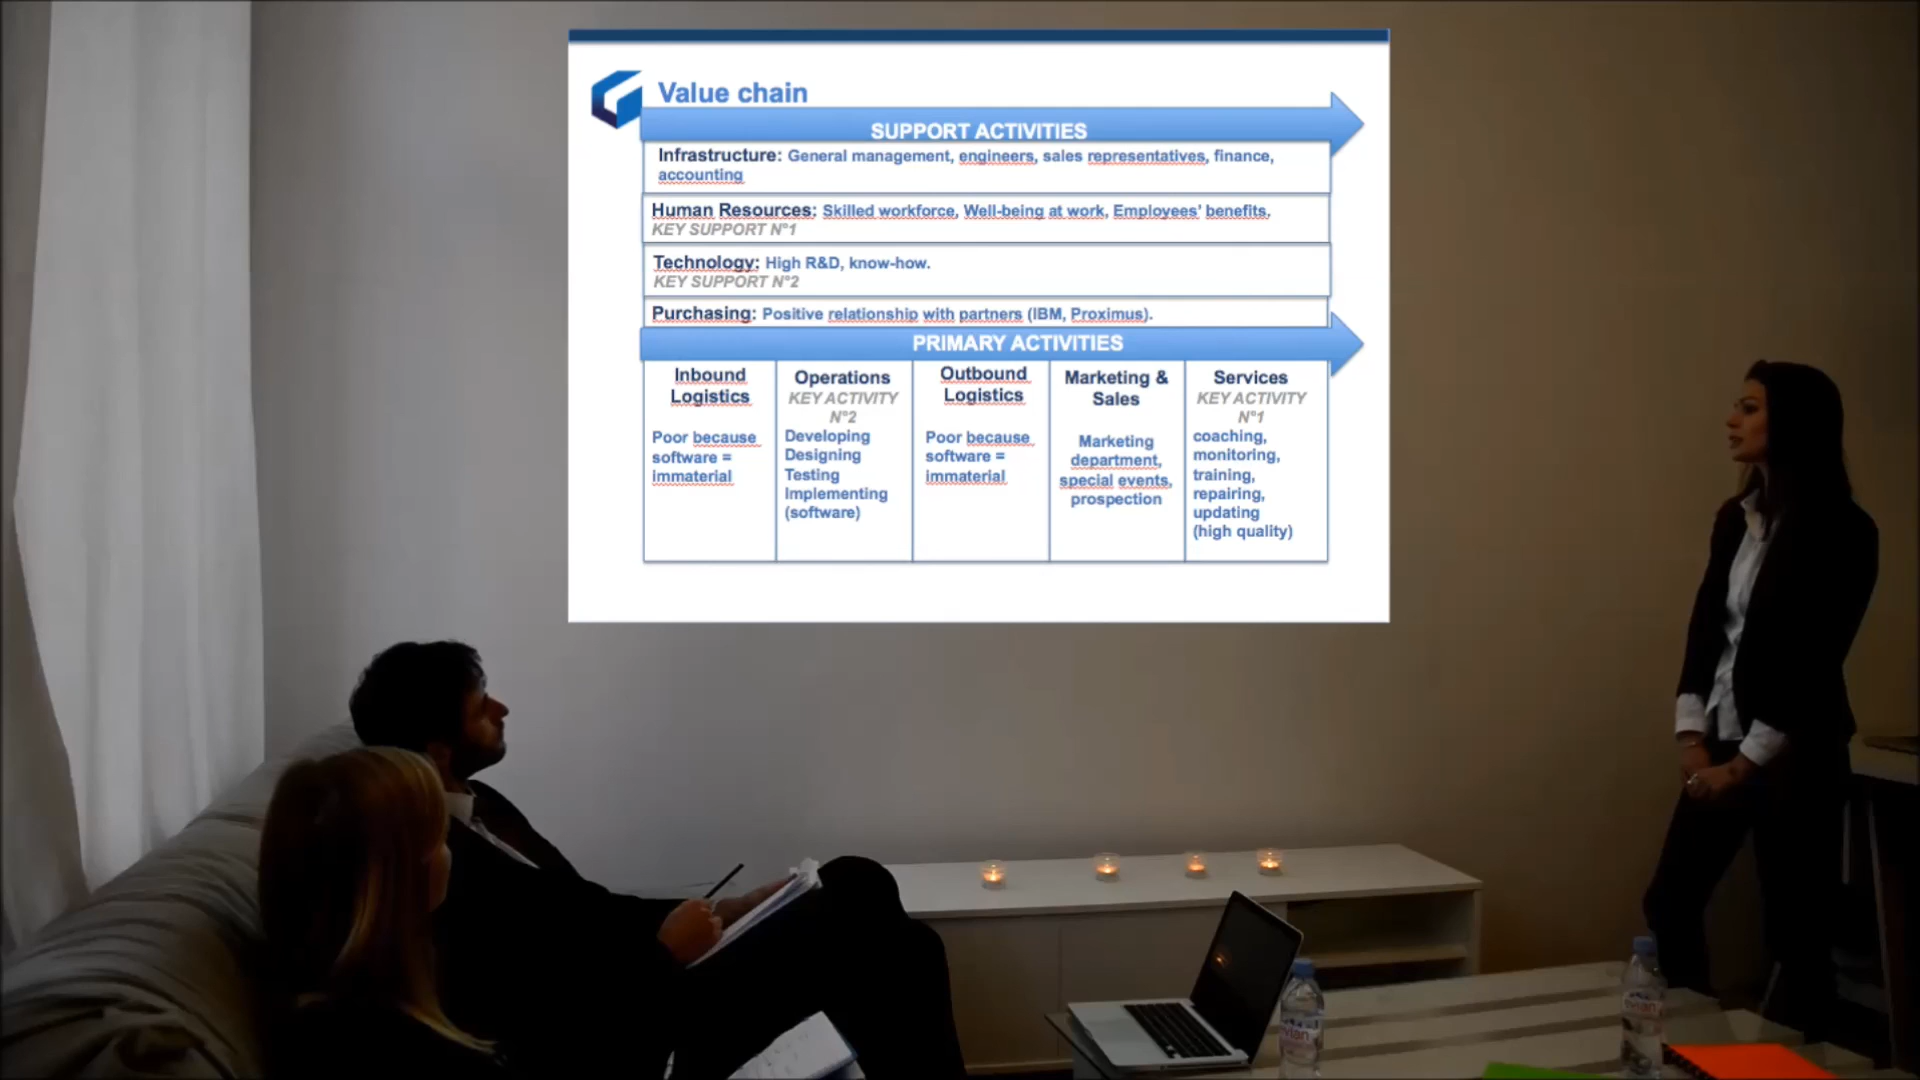 Value chain
SUPPORT ACTIVITIES
Infrastructure: General management, engineers, sales representatives, finance,
accounting
Human Resources: Skilled workforce, Well-being at work, Employees' benefits.
KEY SUPPORT N°1
Technology: High R&D, know-how.
KEY SUPPORT N°2
Purchasing: Positive relationship with partners (IBM, Proximus).
PRIMARY ACTIVITIES
Inbound
Logistics
Poor because
software =
immaterial
Operations
KEY ACTIVITY
N°2
Developing
Designing
Testing
Implementing
(software)
Outbound
Logistics
Poor because
software =
immaterial
Marketing &
Sales
Marketing
department,
special events,
prospection
Services
KEY ACTIVITY
N°1
coaching,
monitoring,
training,
repairing,
updating
(high quality)
evian
evian